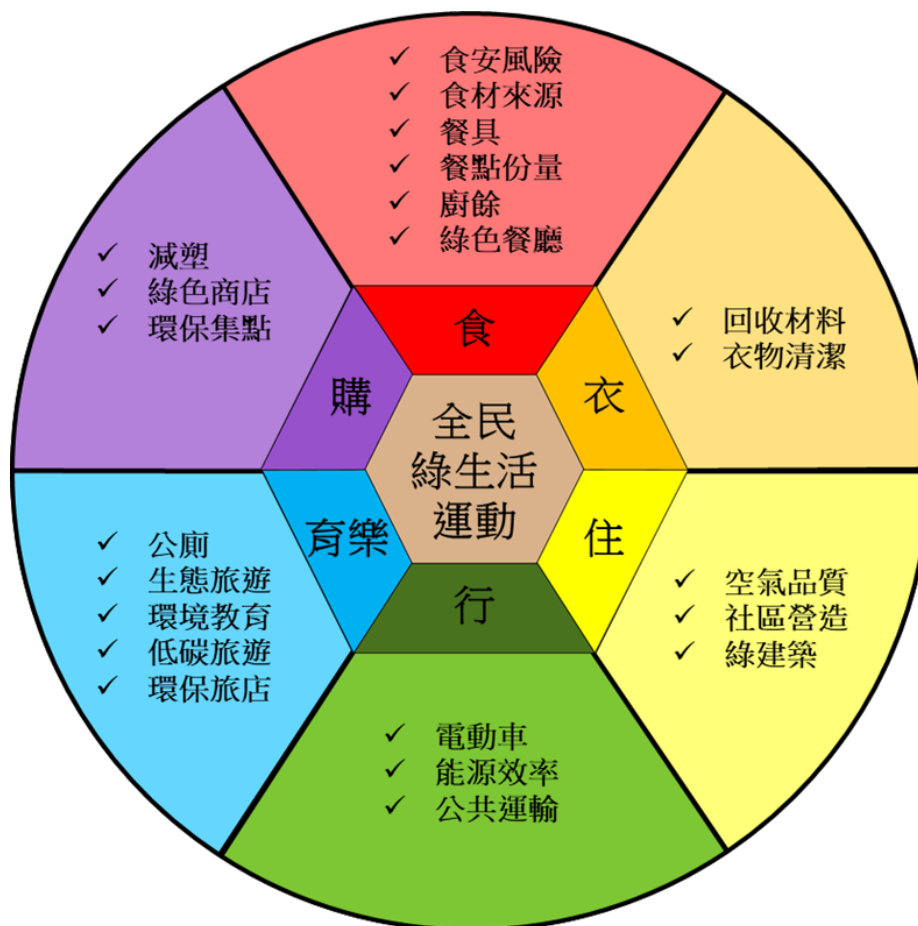 食安風險
食材來源
餐具
餐點份量
廚餘
綠色餐廳
食
回收材料
衣物清潔
衣
空氣品質
社區營造
綠建築
住
電動車
能源效率
公共運輸
行
公廁
生態旅遊
環境教育
低碳旅遊
環保旅店
育樂
減塑
綠色商店
環保集點
購
全民
綠生活
運動